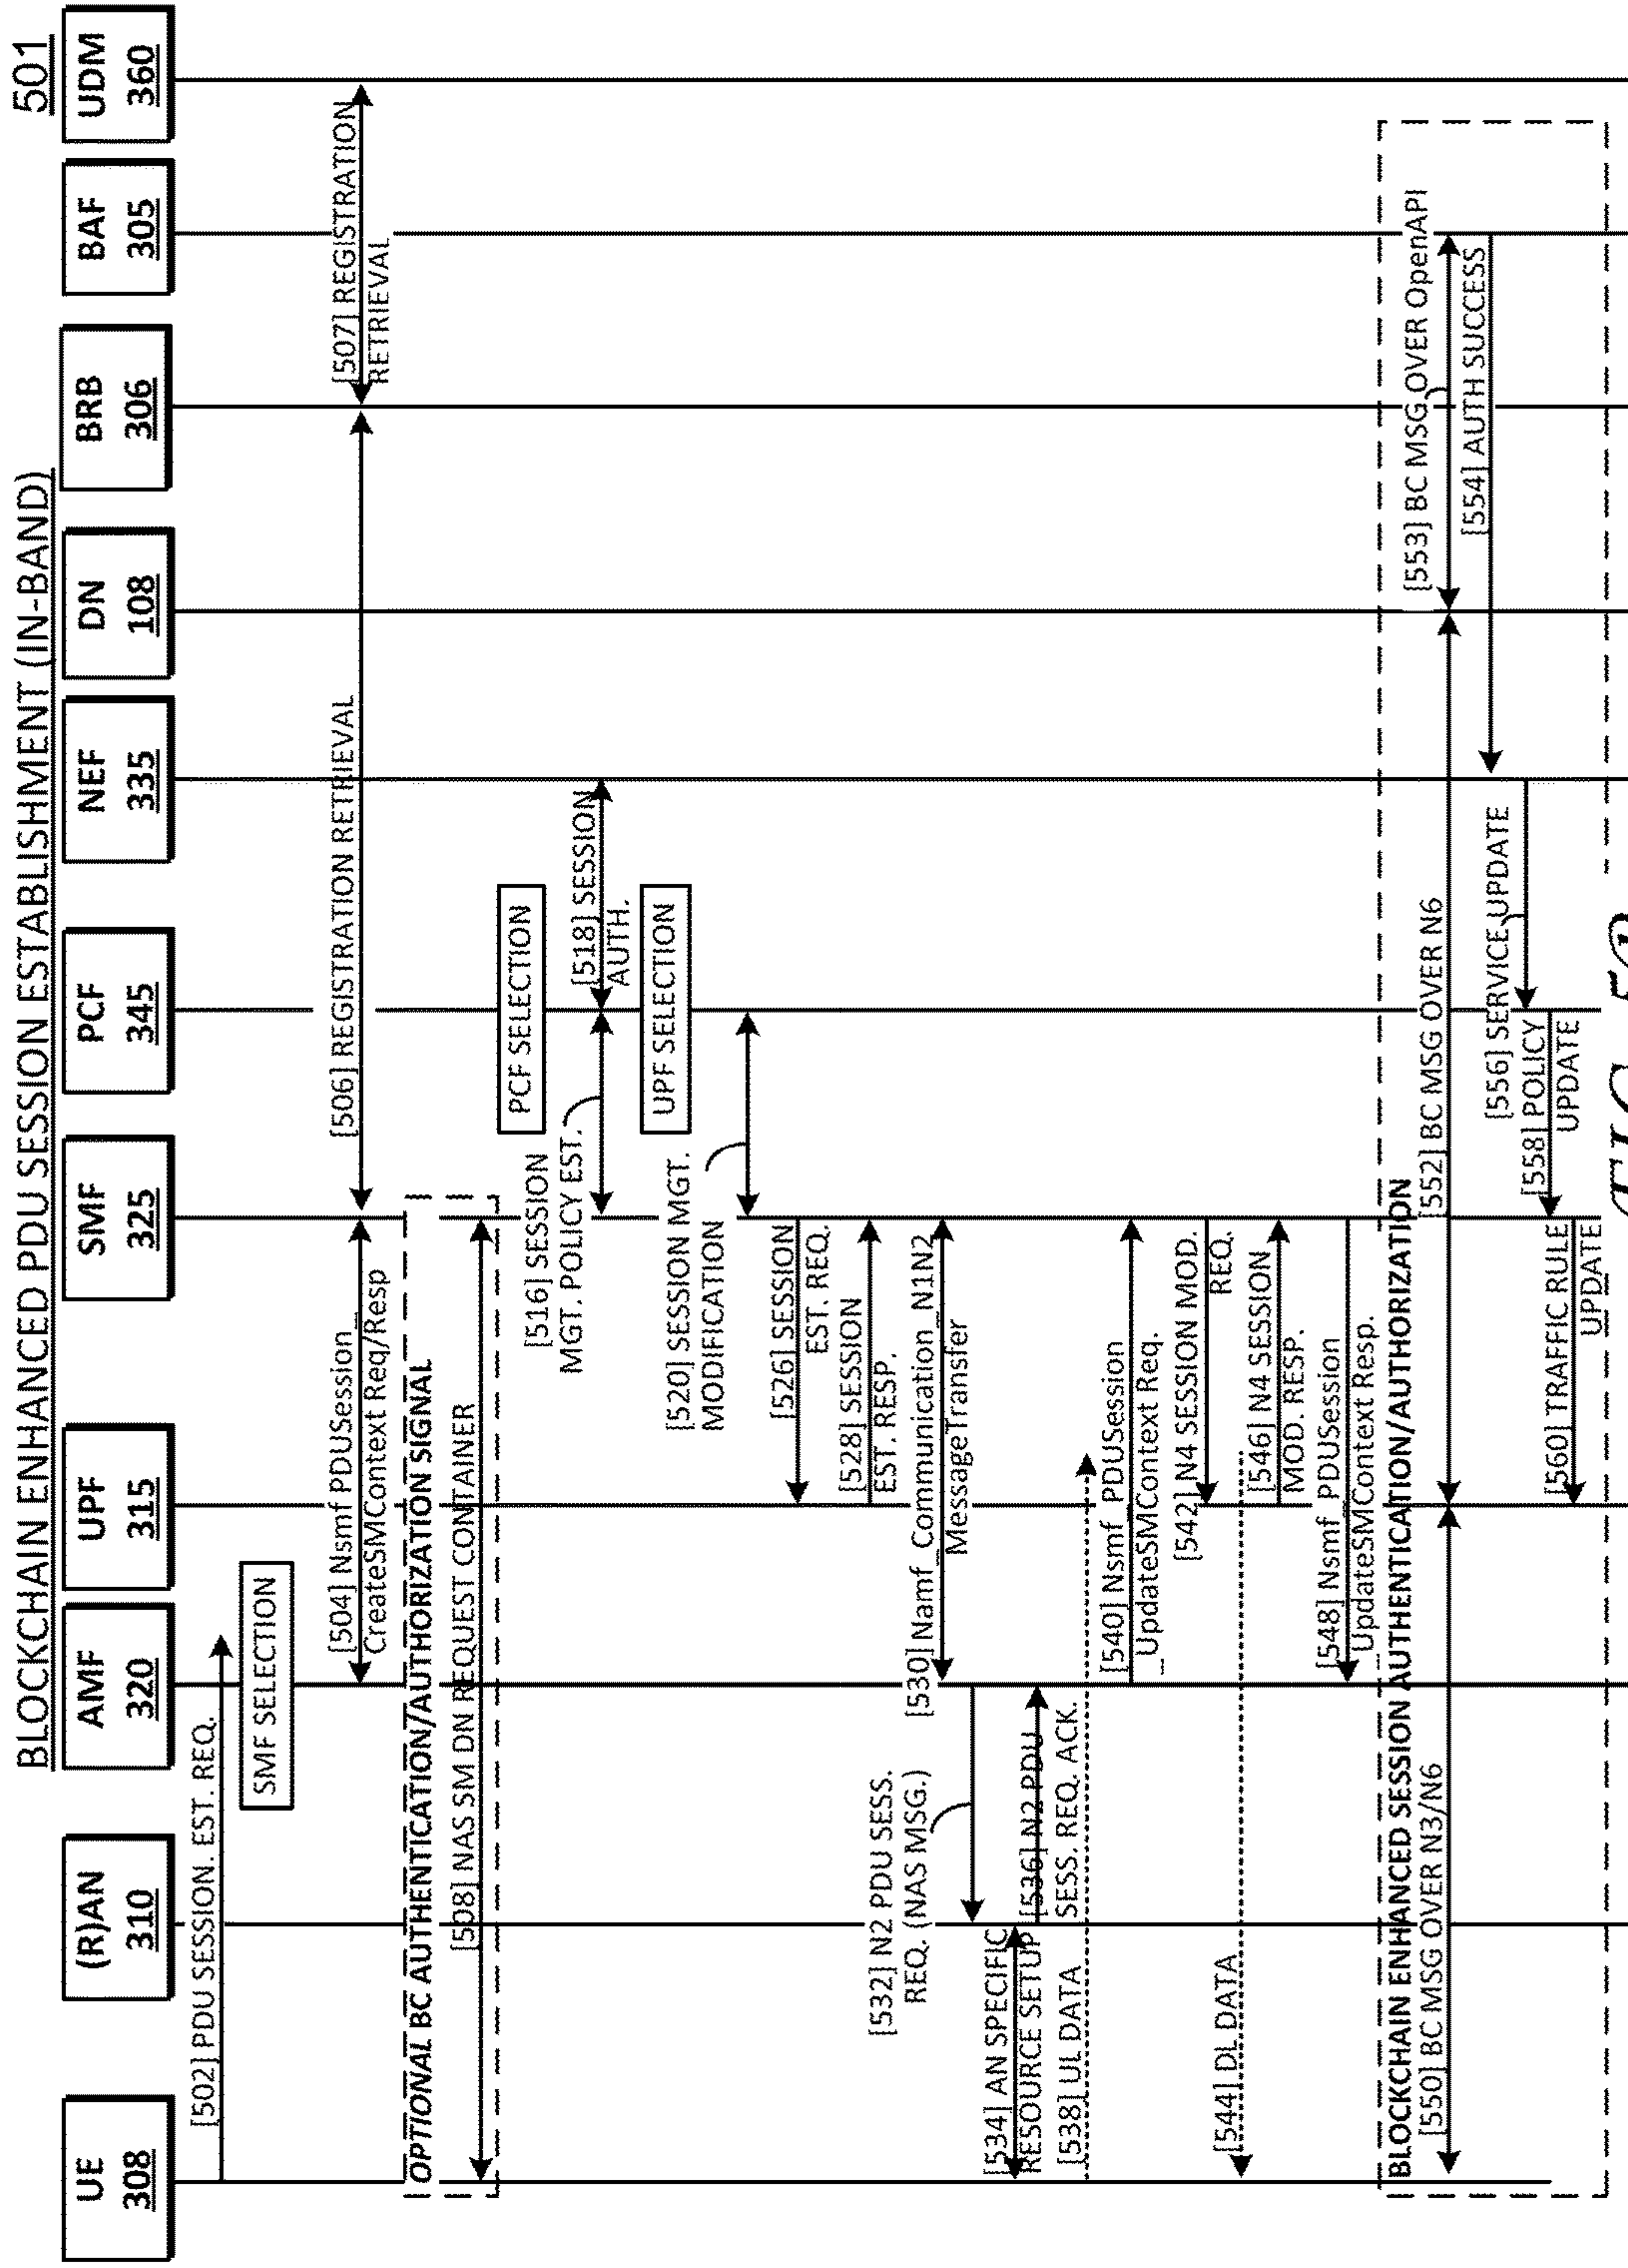 BLOCKCHAIN ENHANCED PDU SESSION ESTABLISHMENT (IN-BAND)
501
UE
308
(R)AN
310
AMF
320
UPF
315
SMF
325
PCF
345
NEF
335
DN
108
BRB
306
BAF
305
UDM
360
[502] PDU SESSION. EST. REQ.
SMF SELECTION
[504] Nsmf PDUSession_
CreateSMContext Req/Resp
[506] REGISTRATION RETRIEVAL
[507] REGISTRATION
RETRIEVAL
OPTIONAL BC AUTHENTICATION/AUTHORIZATION SIGNAL
[508] NAS SM DN REQUEST CONTAINER
PCF SELECTION
[516] SESSION
MGT. POLICY EST.
[518] SESSION
AUTH.
UPF SELECTION
[520] SESSION MGT.
MODIFICATION
[526] SESSION
EST. REQ.
[528] SESSION
EST. RESP.
[530] Namf_Communication_N1N2
MessageTransfer
[532] N2 PDU SESS.
REQ. (NAS MSG.)
[534] AN SPECIFIC
RESOURCE SETUP
[536] N2 PDU
SESS. REQ. ACK.
[538] UL DATA
[540] Nsmf_PDUSession
_UpdateSMContext Req.
[542] N4 SESSION MOD.
REQ.
[544] DL DATA
[546] N4 SESSION
MOD. RESP.
[548] Nsmf_PDUSession
_UpdateSMContext Resp.
BLOCKCHAIN ENHANCED SESSION AUTHENTICATION/AUTHORIZATION
[550] BC MSG OVER N3/N6
[552] BC MSG OVER N6
[553] BC MSG OVER OpenAPI
[554] AUTH SUCCESS
[556] SERVICE UPDATE
[558] POLICY
UPDATE
[560] TRAFFIC RULE
UPDATE